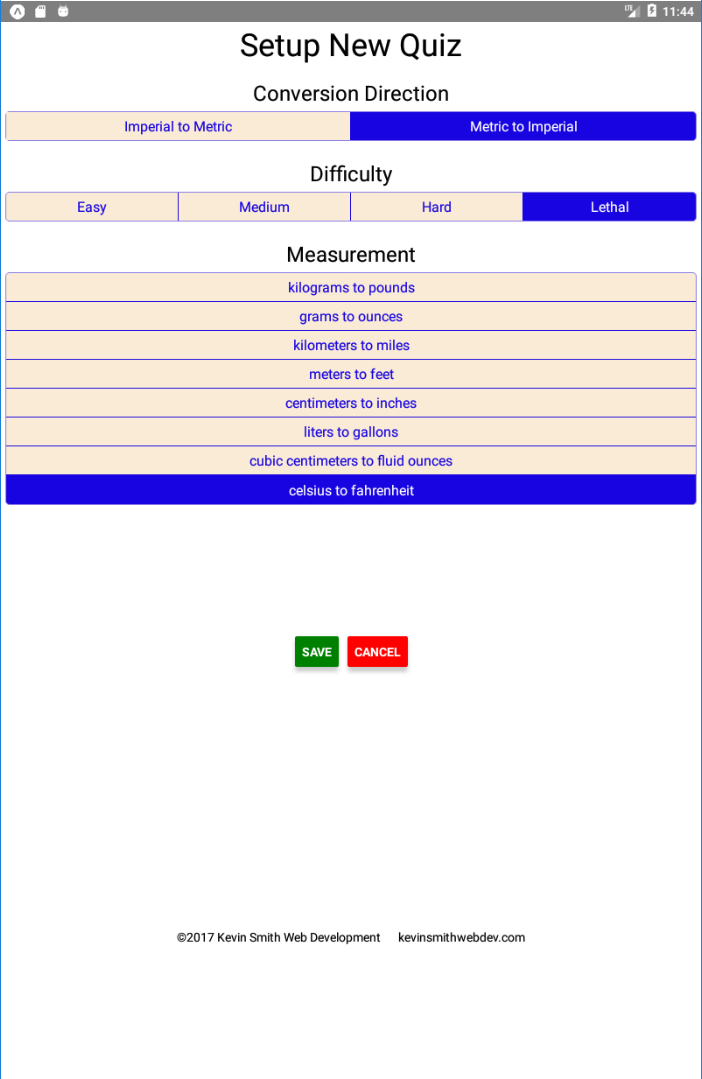 LTE 11:44
Setup New Quiz
Conversion Direction
Imperial to Metric Metric to Imperial
Difficulty
Easy Medium Hard Lethal
Measurement
kilograms to pounds
grams to ounces
kilometers to miles
meters to feet
centimeters to inches
liters to gallons
cubic centimeters to fluid ounces
celsius to fahrenheit
SAVE CANCEL
©2017 Kevin Smith Web Development kevinsmithwebdev.com